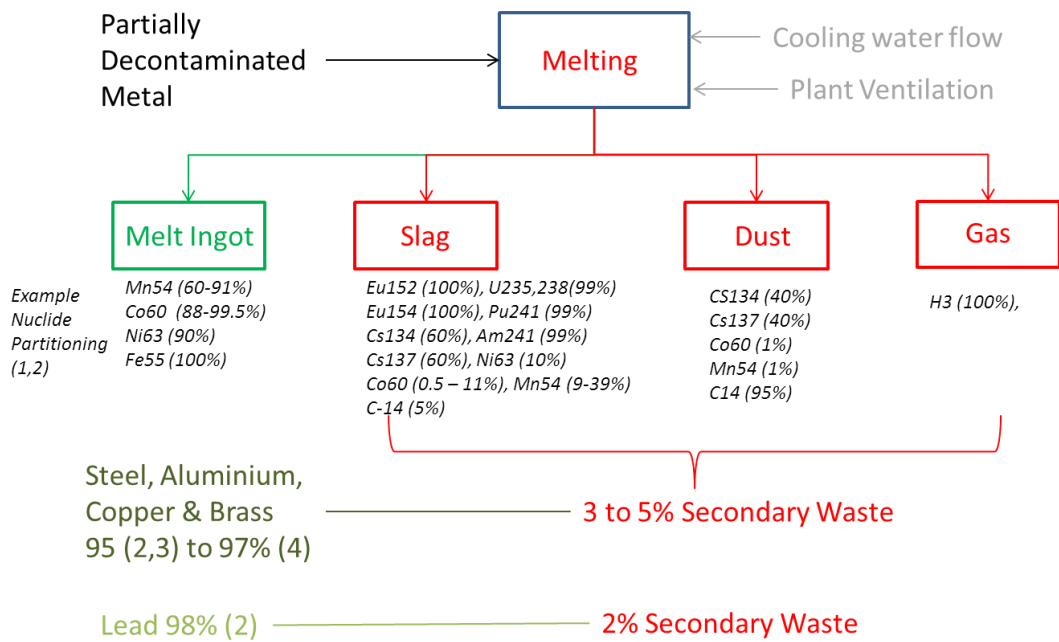 Partially
Decontaminated
Metal
Melting
Cooling water flow
Plant Ventilation
Melt Ingot
Slag
Dust
Gas
Example
Nuclide
Partitioning
(1,2)
Mn54 (60-91%)
Co60 (88-99.5%)
Ni63 (90%)
Fe55 (100%)
Eu152 (100%), U235,238(99%)
Eu154 (100%), Pu241 (99%)
Cs134 (60%), Am241 (99%)
Cs137 (60%), Ni63 (10%)
Co60 (0.5 – 11%), Mn54 (9-39%)
C-14 (5%)
CS134 (40%)
Cs137 (40%)
Co60 (1%)
Mn54 (1%)
C14 (95%)
H3 (100%),
Steel, Aluminium,
Copper & Brass
95 (2,3) to 97% (4)
3 to 5% Secondary Waste
Lead 98% (2)
2% Secondary Waste